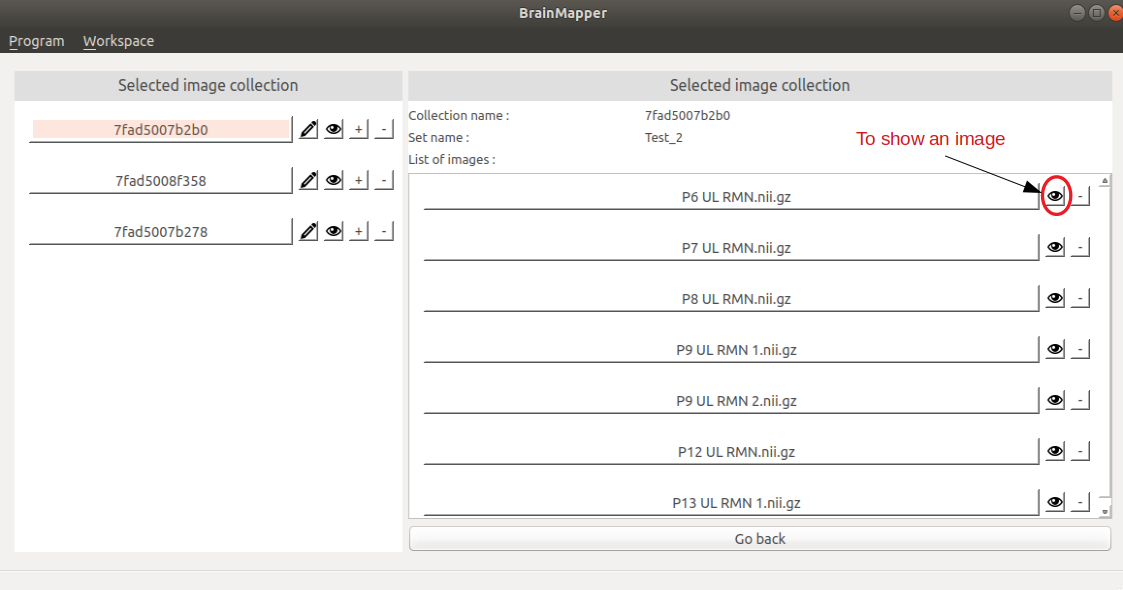 BrainMapper
Program Workspace
Selected image collection
7fad5007b2b0 + -
7fad5008f358 + -
7fad5007b278 + -
Selected image collection
Collection name : 7fad5007b2b0
Set name : Test_2
List of images :
To show an image
P6 UL RMN.nii.gz -
P7 UL RMN.nii.gz -
P8 UL RMN.nii.gz -
P9 UL RMN 1.nii.gz -
P9 UL RMN 2.nii.gz -
P12 UL RMN.nii.gz -
P13 UL RMN 1.nii.gz -
Go back